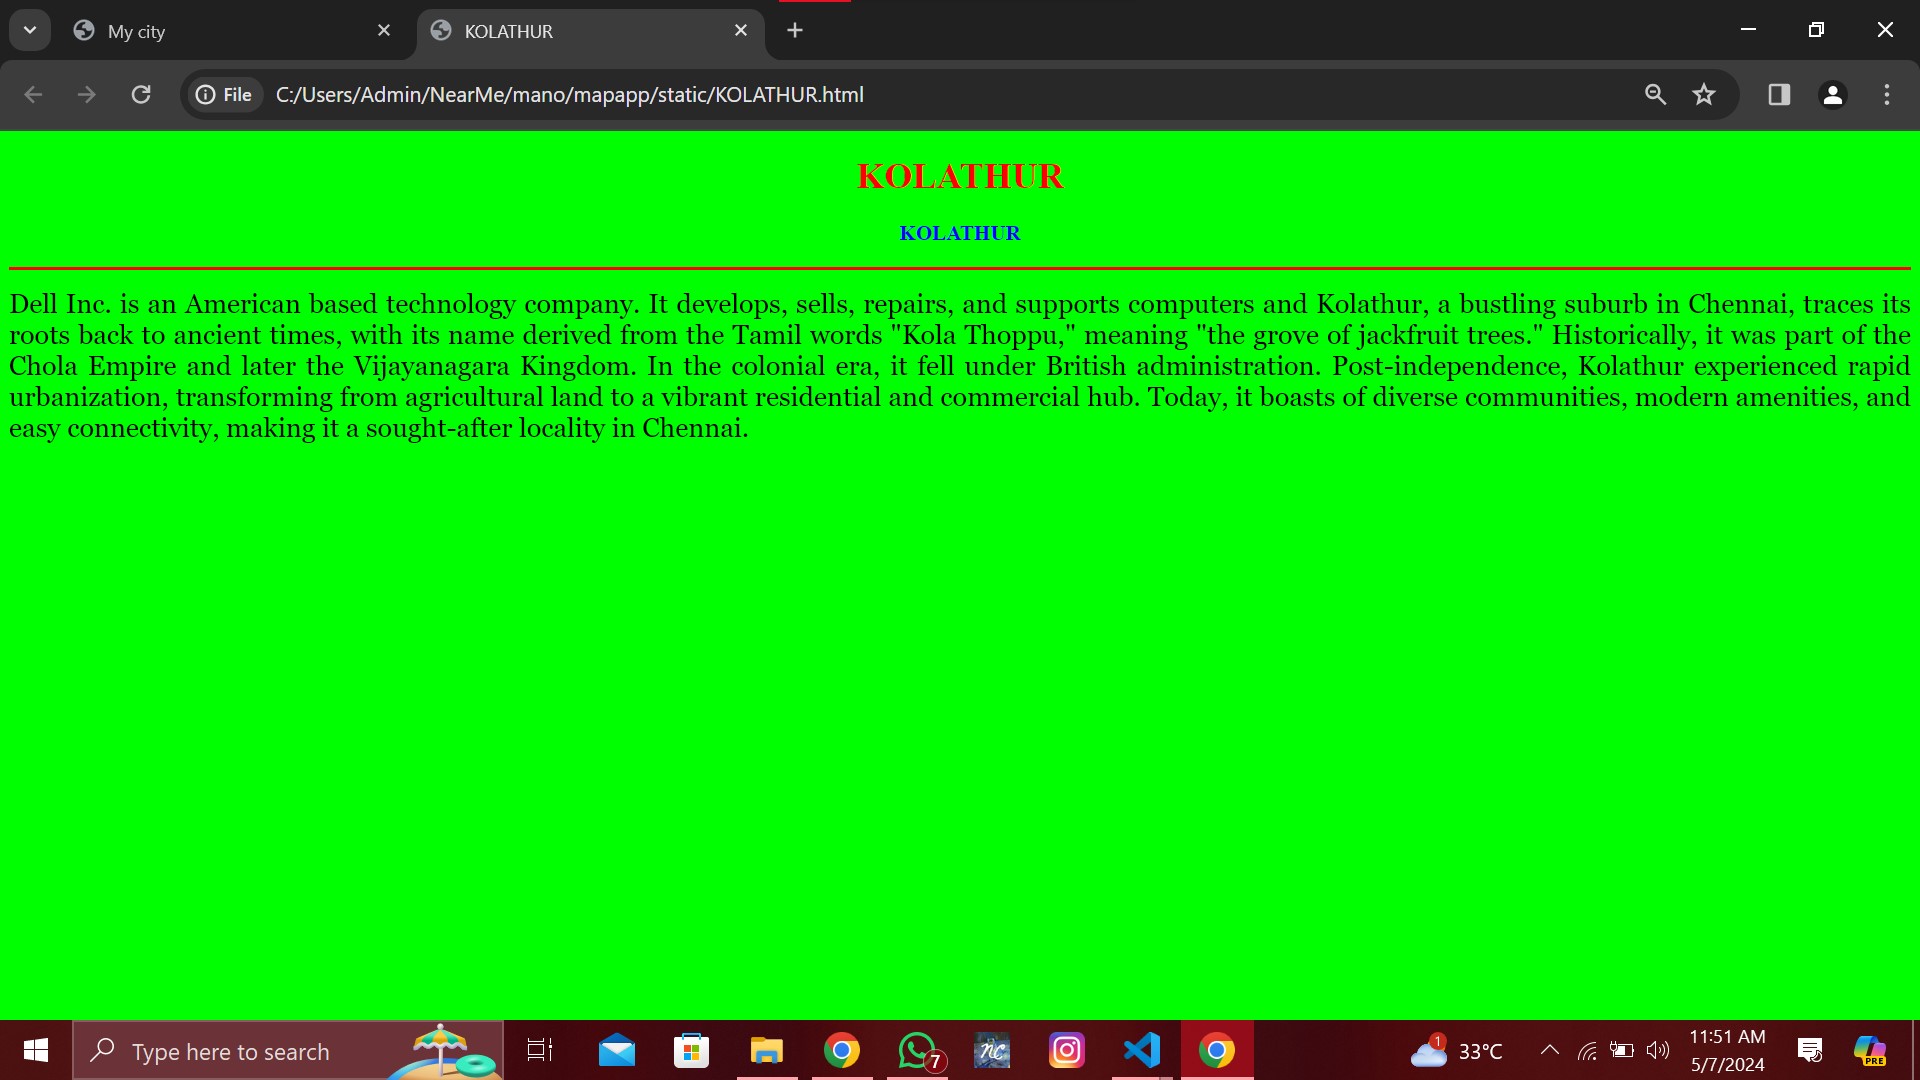 My city
KOLATHUR
File
C:/Users/Admin/NearMe/mano/mapapp/static/KOLATHUR.html
KOLATHUR
KOLATHUR
Dell Inc. is an American based technology company. It develops, sells, repairs, and supports computers and Kolathur, a bustling suburb in Chennai, traces its
roots back to ancient times, with its name derived from the Tamil words "Kola Thoppu," meaning "the grove of jackfruit trees." Historically, it was part of the
Chola Empire and later the Vijayanagara Kingdom. In the colonial era, it fell under British administration. Post-independence, Kolathur experienced rapid
urbanization, transforming from agricultural land to a vibrant residential and commercial hub. Today, it boasts of diverse communities, modern amenities, and
easy connectivity, making it a sought-after locality in Chennai.
Type here to search
7
nc
1
33°C
11:51 AM
5/7/2024
PRE